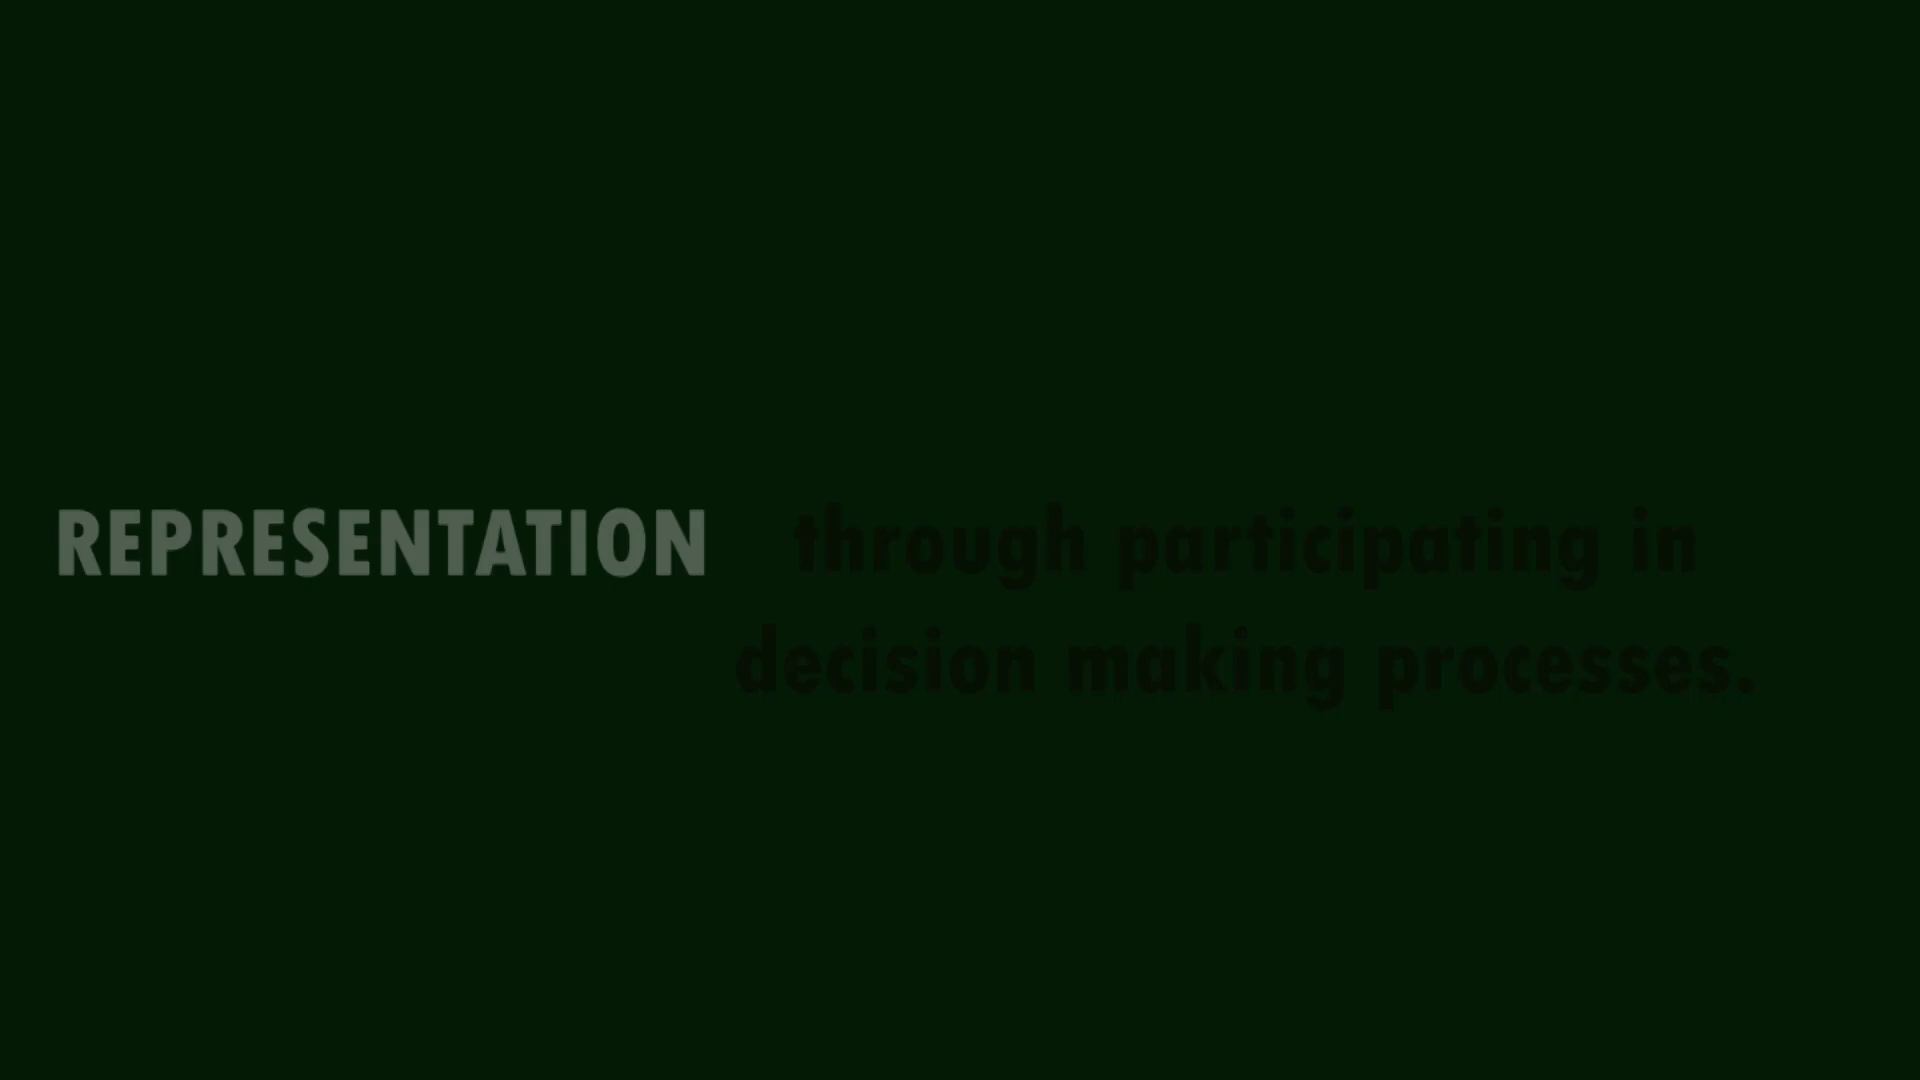 REPRESENTATION through participating in
decision making processes.